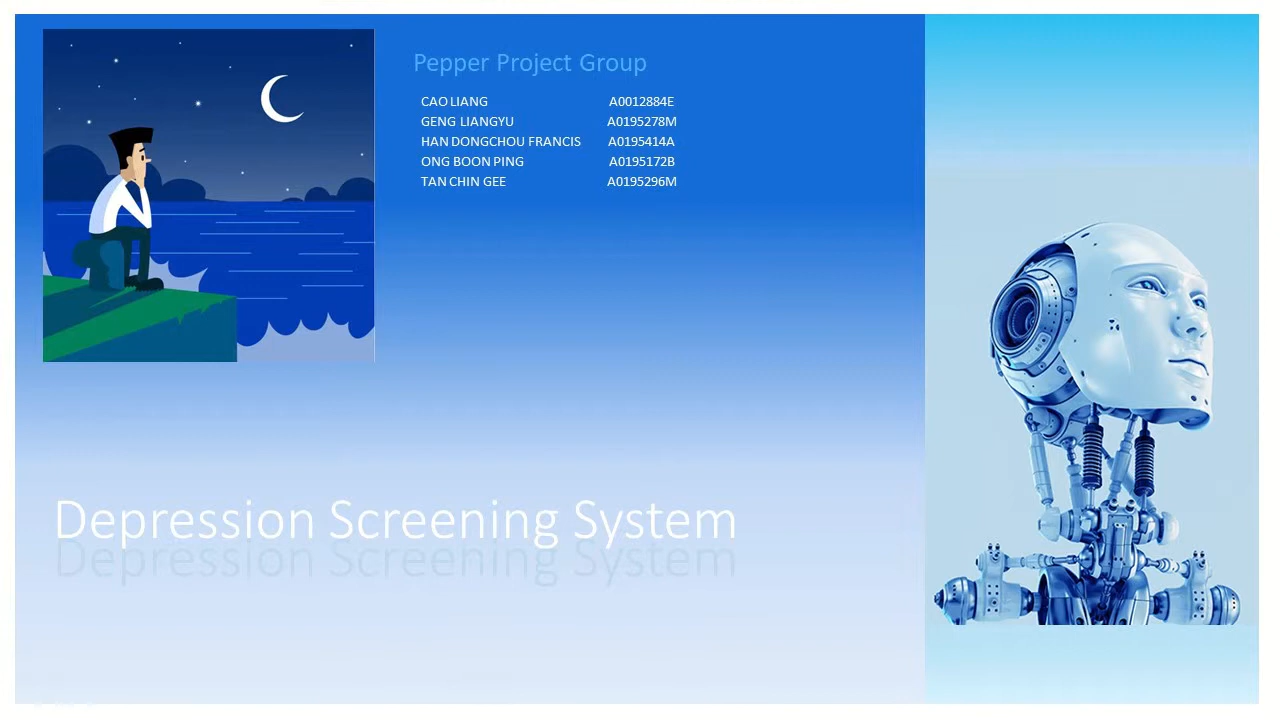 Pepper Project Group
CAO LIANG A0012884E
GENG LIANGYU A0195278M
HAN DONGCHOU FRANCIS A0195414A
ONG BOON PING A0195172B
TAN CHIN GEE A0195296M
Depression Screening System